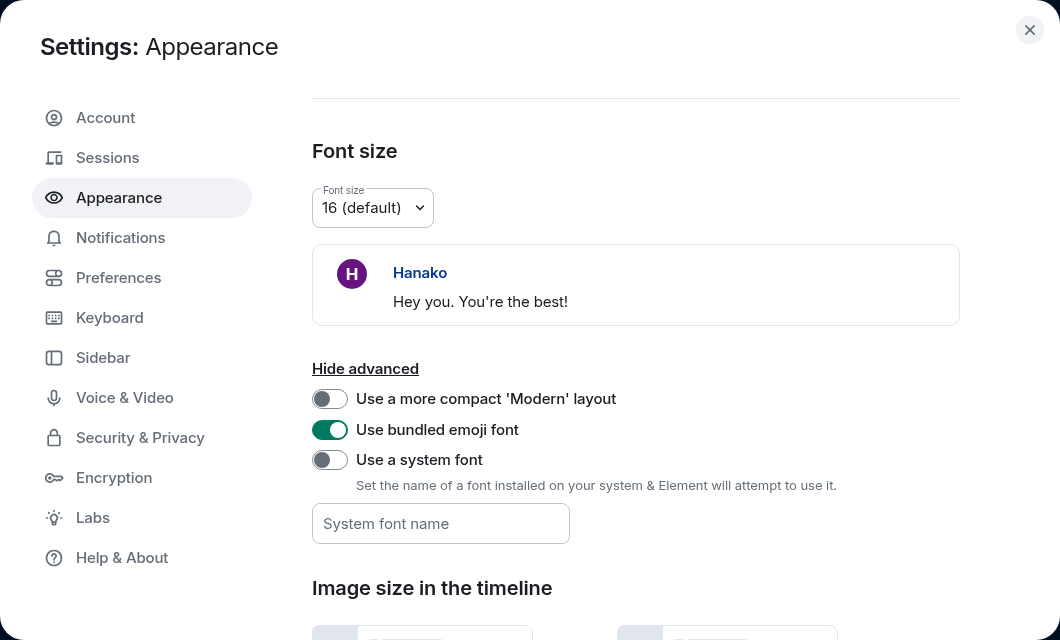 Settings: Appearance
Account
Sessions
Appearance
Notifications
Preferences
Keyboard
Sidebar
Voice & Video
Security & Privacy
Encryption
Labs
Help & About
Font size
Font size
16 (default)
H
Hanako
Hey you. You're the best!
Hide advanced
Use a more compact 'Modern' layout
Use bundled emoji font
Use a system font
Set the name of a font installed on your system & Element will attempt to use it.
System font name
Image size in the timeline